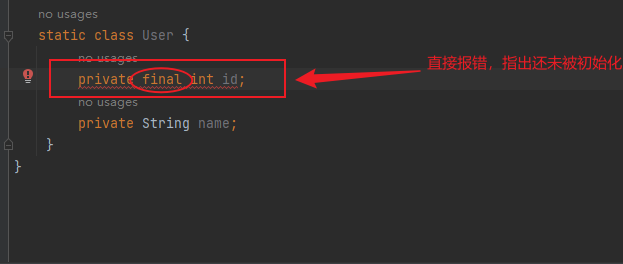 no usages
static class User {
no usages
private final int id;
直接报错，指出还未被初始化
no usages
private String name;
}
}